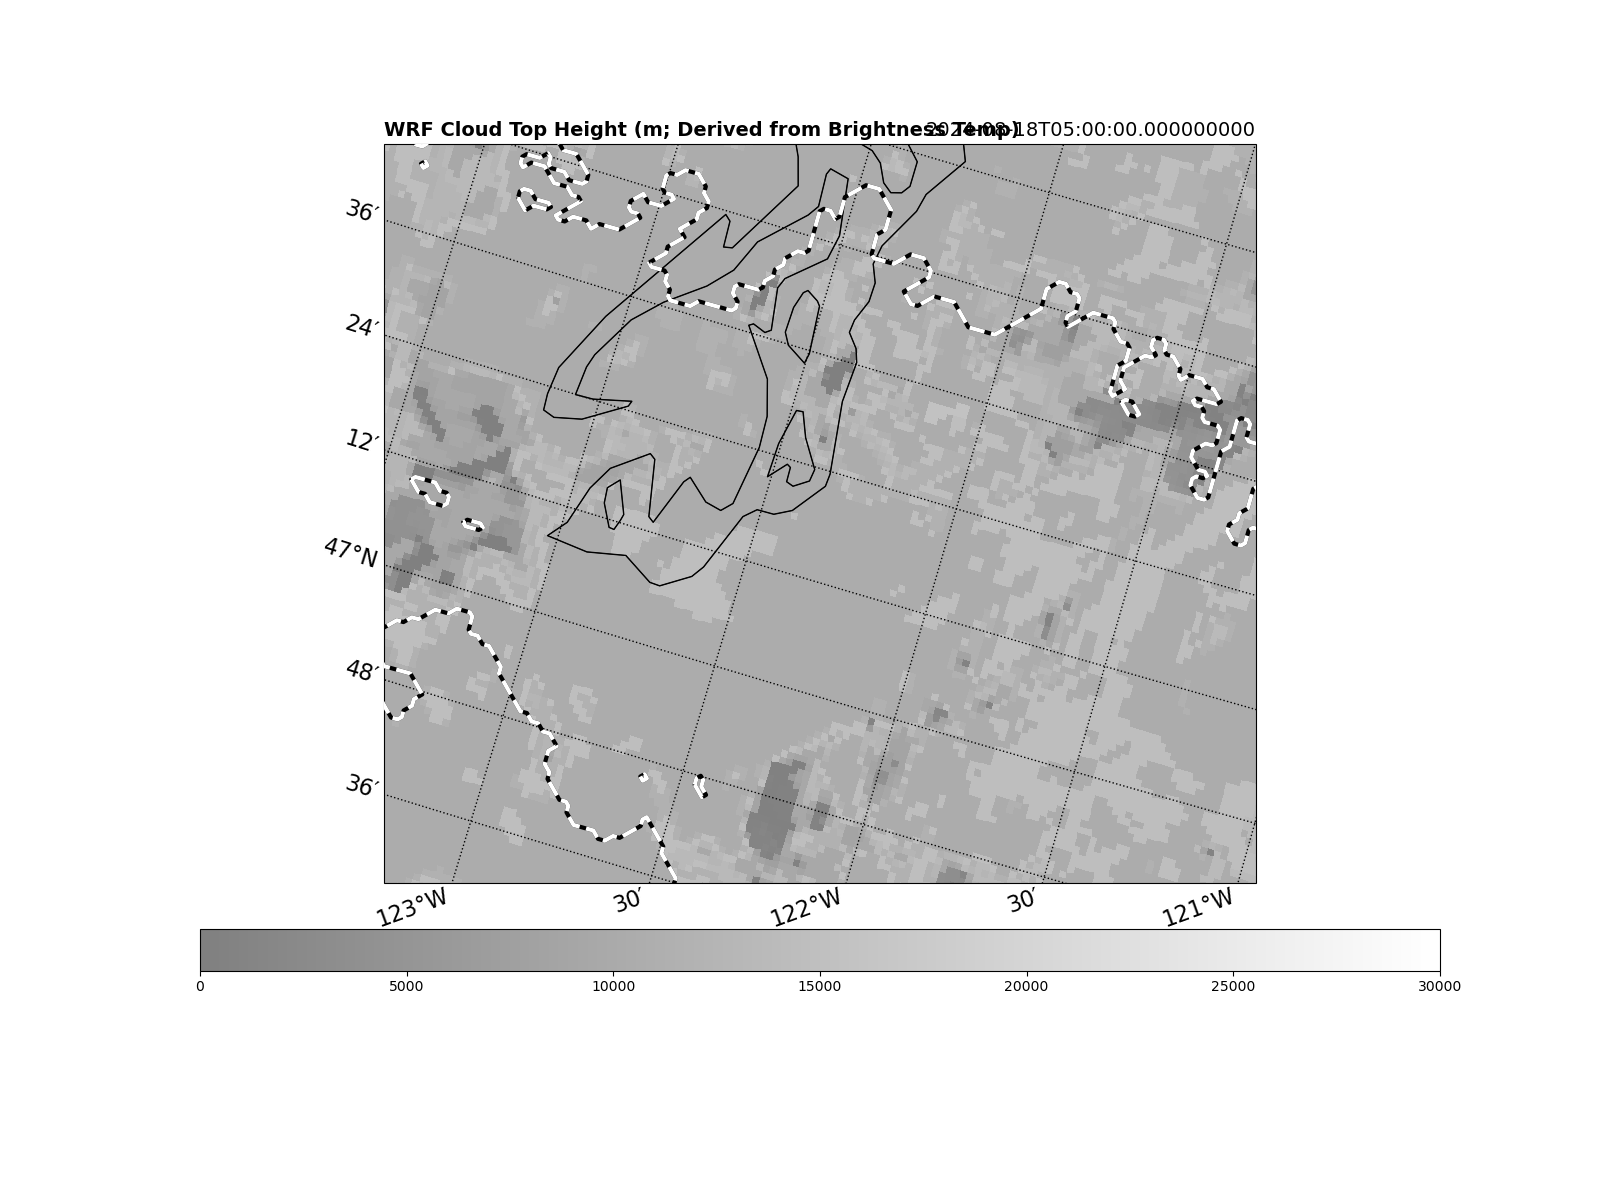 WRF Cloud Top Height (m; Derived from Brightness Temp) 2024-08-18T05:00:00.000000000
36′
24′
12′
47°N
48′
36′
123°W 30′ 122°W 30′ 121°W
0 5000 10000 15000 20000 25000 30000